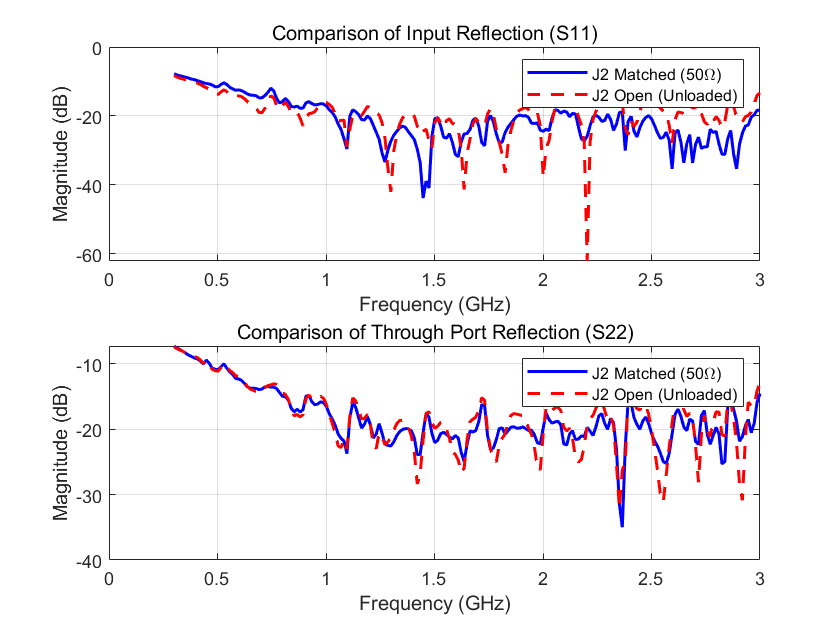 Comparison of Input Reflection (S11)
0
-20
-40
-60
Magnitude (dB)
J2 Matched (50Ω)
J2 Open (Unloaded)
0 0.5 1 1.5 2 2.5 3
Frequency (GHz)
Comparison of Through Port Reflection (S22)
-10
-20
-30
-40
Magnitude (dB)
J2 Matched (50Ω)
J2 Open (Unloaded)
0 0.5 1 1.5 2 2.5 3
Frequency (GHz)